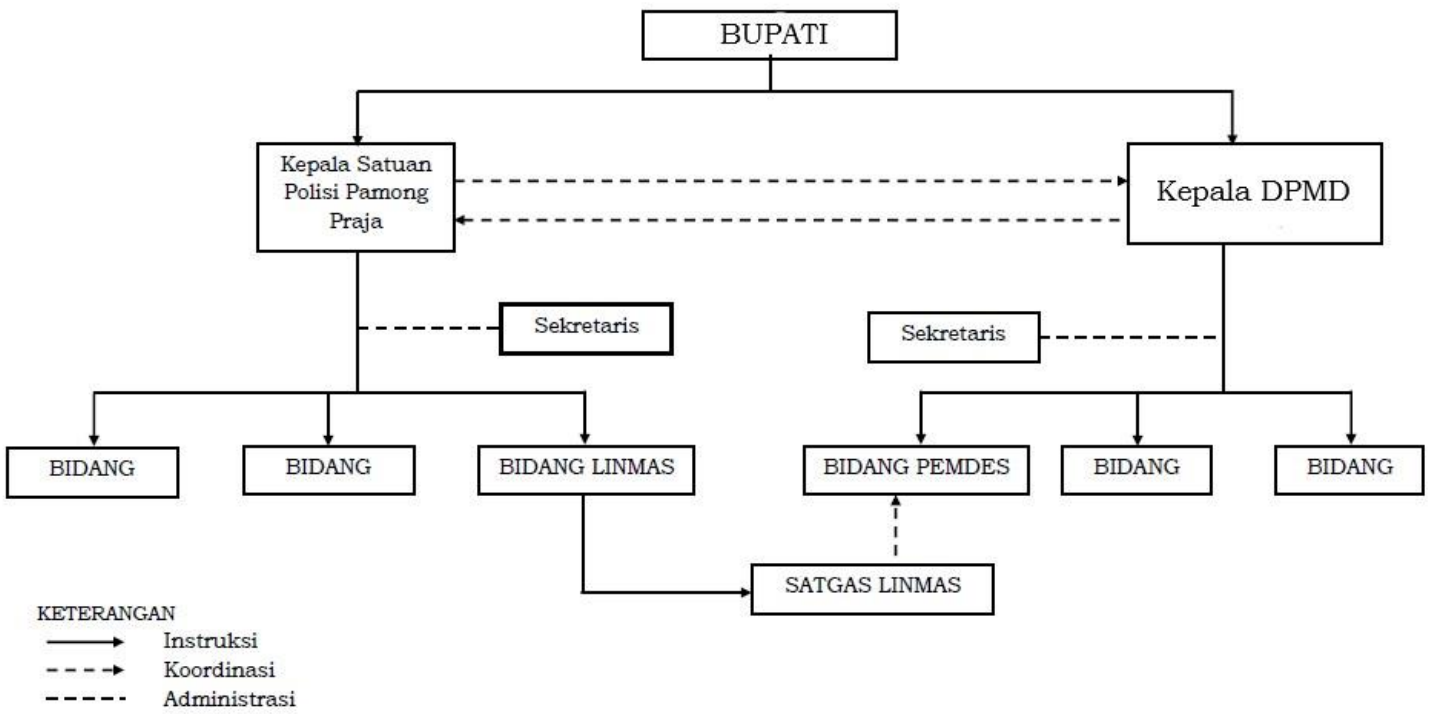 BUPATI
Kepala Satuan
Polisi Pamong
Praja
Kepala DPMD
Sekretaris
Sekretaris
BIDANG
BIDANG
BIDANG LINMAS
BIDANG PEMDES
BIDANG
BIDANG
SATGAS LINMAS
KETERANGAN
Instruksi
Koordinasi
Administrasi